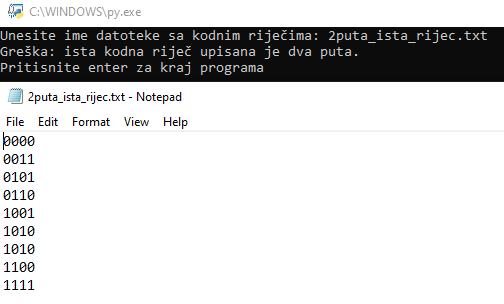 C:\WINDOWS\py.exe
Unesite ime datoteke sa kodnim riječima: 2puta_ista_rijec.txt
Greška: ista kodna riječ upisana je dva puta.
Pritisnite enter za kraj programa
2puta_ista_rijec.txt - Notepad
File Edit Format View Help
0000
0011
0101
0110
1001
1010
1010
1100
1111